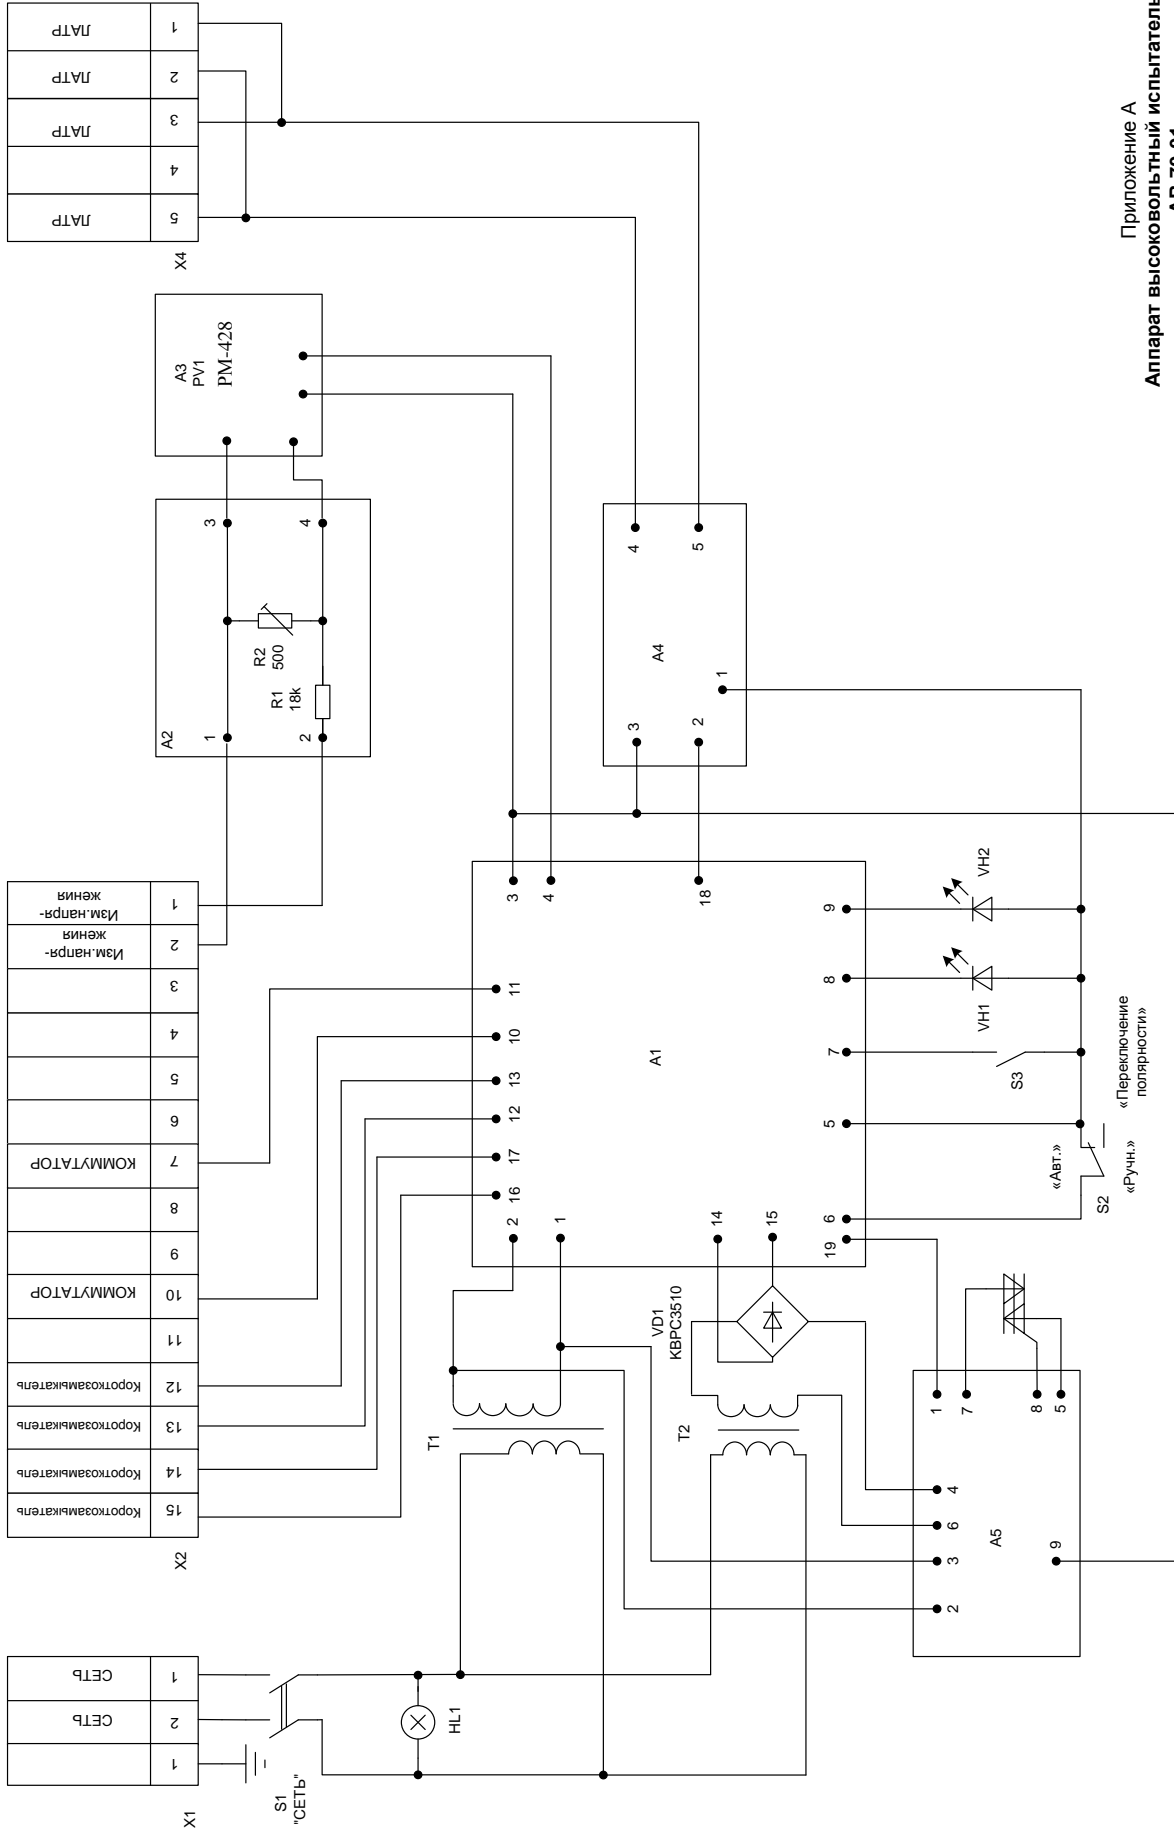 Приложение А
Аппарат высоковольтный испытатель
X1
1
СЕТЬ
2
СЕТЬ
1
S1
"СЕТЬ"
HL1
X2
15
Короткозамыкатель
14
Короткозамыкатель
13
Короткозамыкатель
12
Короткозамыкатель
11
10
КОММУТАТОР
9
8
7
КОММУТАТОР
6
5
4
3
2
Изм.напря-
жения
1
Изм.напря-
жения
X4
5
ЛАТР
4
3
ЛАТР
2
ЛАТР
1
ЛАТР
A2
1
2
3
4
R1
18k
R2
500
A3
PV1
РМ-428
T1
T2
VD1
KBPC3510
A1
2
1
16
17
12
13
10
11
3
4
18
14
15
19
6
5
7
8
9
A4
3
2
1
4
5
A5
2
3
6
4
9
1
7
8
5
S2
«Авт.»
«Ручн.»
«Переключение
полярности»
S3
VH1
VH2